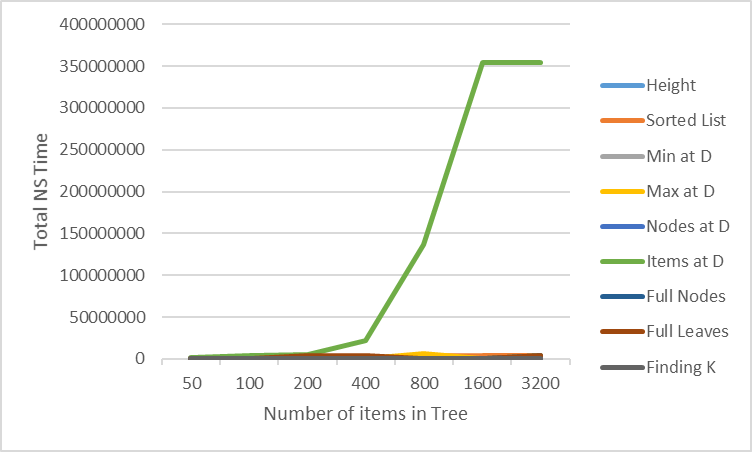 400000000
350000000
300000000
250000000
200000000
150000000
100000000
50000000
0
Total NS Time
50 100 200 400 800 1600 3200
Number of items in Tree
Height
Sorted List
Min at D
Max at D
Nodes at D
Items at D
Full Nodes
Full Leaves
Finding K